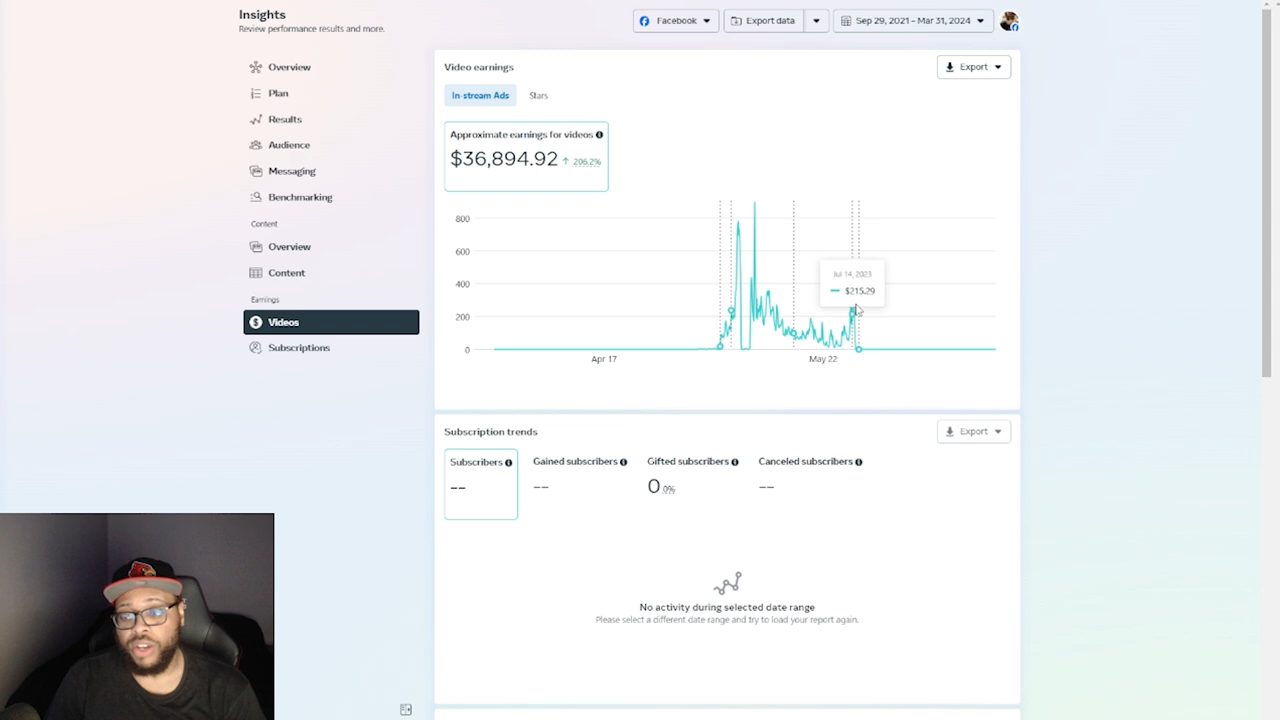 Insights
Review performance results and more.
Facebook
Export data
Sep 29, 2021 – Mar 31, 2024
Overview
Plan
Results
Audience
Messaging
Benchmarking
Content
Overview
Content
Earnings
Videos
Subscriptions
Video earnings
Export
In-stream Ads
Stars
Approximate earnings for videos
$36,894.92 ↑ 206.2%
800
600
400
200
0
Jul 14, 2023
$215.29
Apr 17
May 22
Subscription trends
Export
Subscribers
--
Gained subscribers
--
Gifted subscribers
0 0%
Canceled subscribers
--
No activity during selected date range
Please select a different date range and try to load your report again.